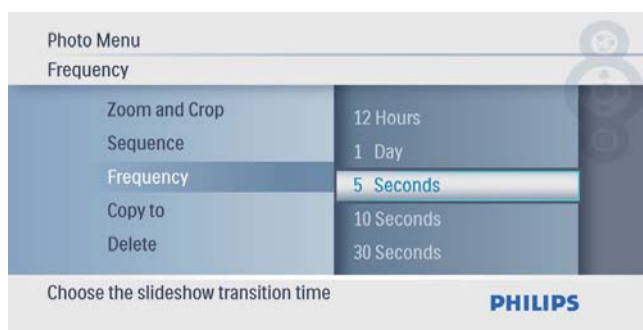 Photo Menu
Frequency
Zoom and Crop
Sequence
Frequency
Copy to
Delete
12 Hours
1 Day
5 Seconds
10 Seconds
30 Seconds
Choose the slideshow transition time
PHILIPS